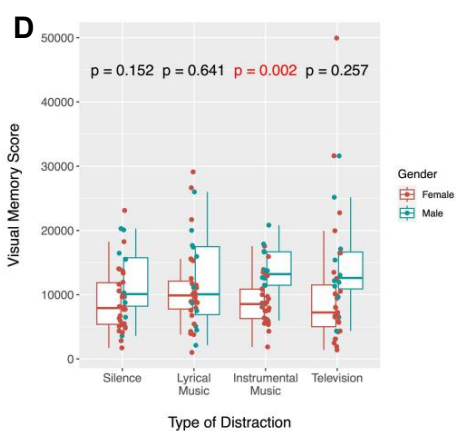 D
50000
40000
30000
20000
10000
0
Visual Memory Score
p = 0.152 p = 0.641 p = 0.002 p = 0.257
Silence
Lyrical
Music
Instrumental
Music
Television
Type of Distraction
Gender
Female
Male